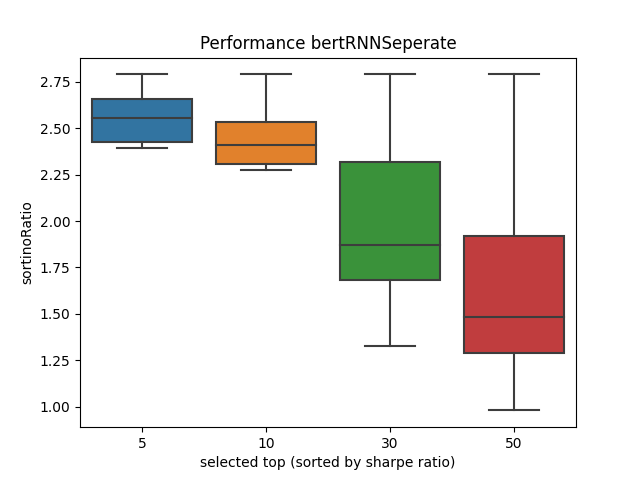 Performance bertRNNSeperate
2.75
2.50
2.25
2.00
1.75
1.50
1.25
1.00
sortinoRatio
5 10 30 50
selected top (sorted by sharpe ratio)